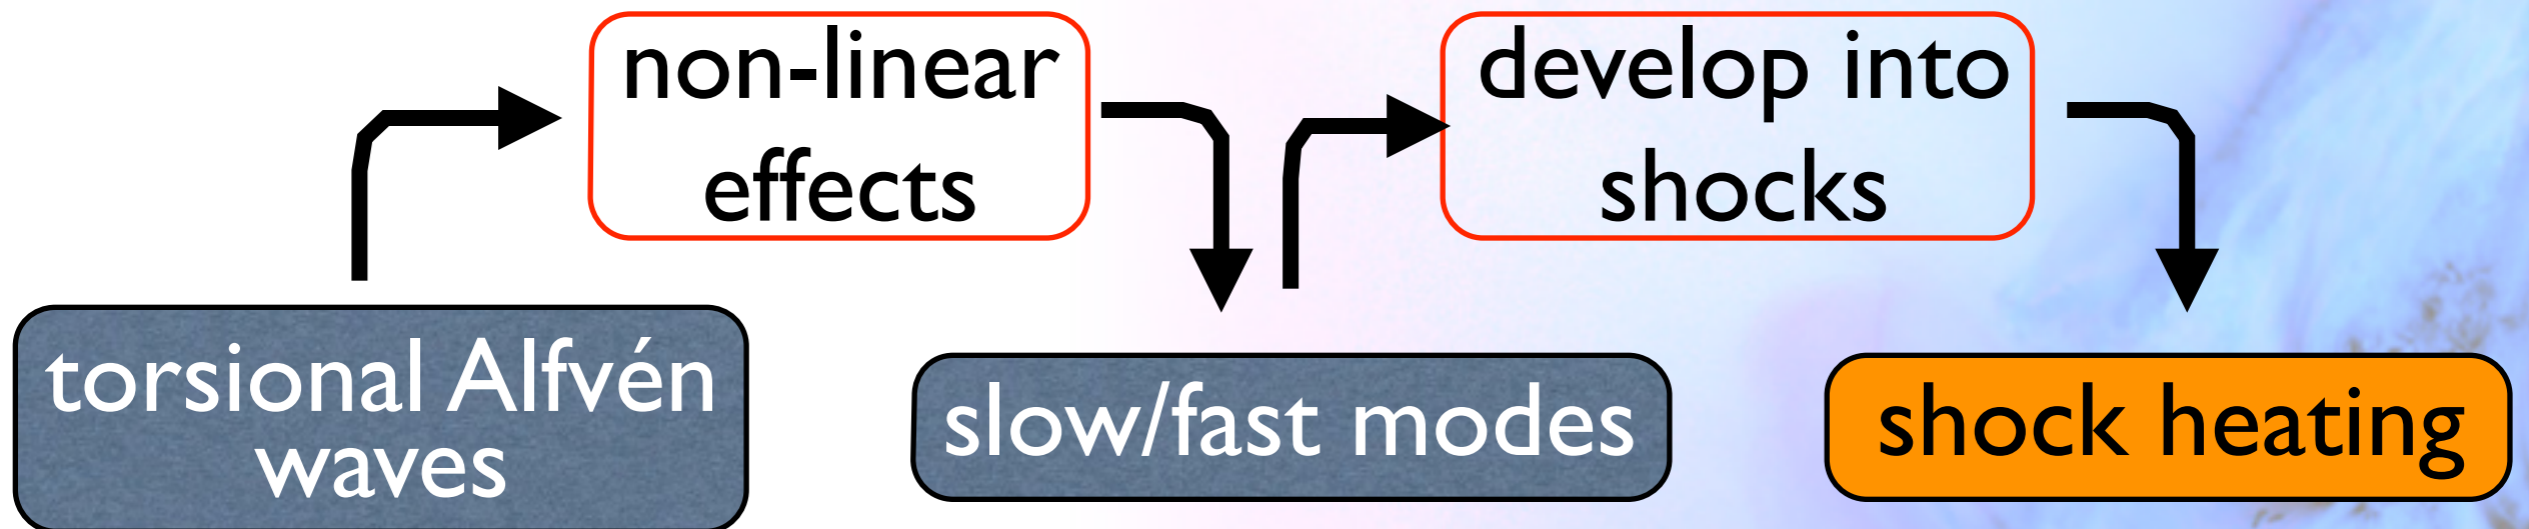 non-linear
effects
develop into
shocks
torsional Alfvén
waves
slow/fast modes
shock heating